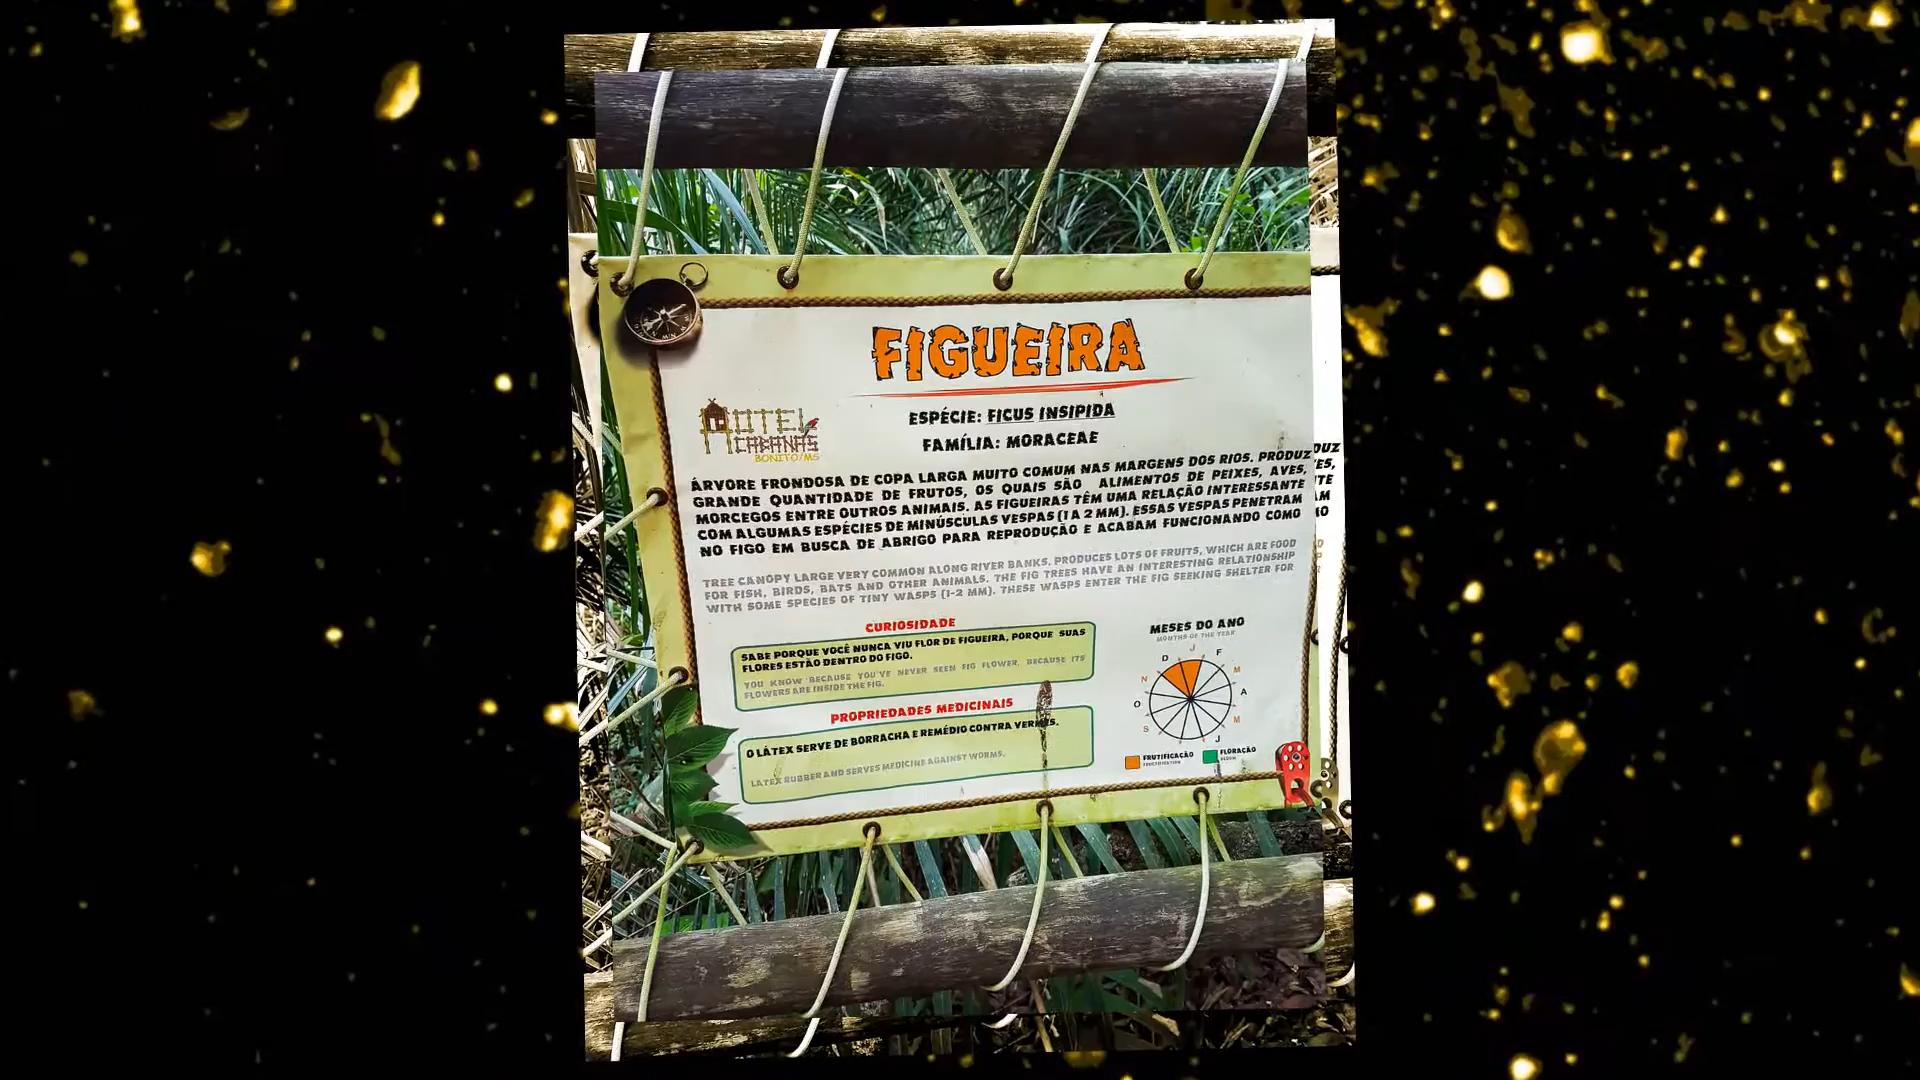 FIGUEIRA
HOTEL
CABANAS
BONITO/MS
ESPÉCIE: FICUS INSIPIDA
FAMÍLIA: MORACEAE
ÁRVORE FRONDOSA DE COPA LARGA MUITO COMUM NAS MARGENS DOS RIOS. PRODUZ
GRANDE QUANTIDADE DE FRUTOS, OS QUAIS SÃO ALIMENTOS DE PEIXES, AVES,
MORCEGOS ENTRE OUTROS ANIMAIS. AS FIGUEIRAS TÊM UMA RELAÇÃO INTERESSANTE
COM ALGUMAS ESPÉCIES DE MINÚSCULAS VESPAS (1 A 2 MM). ESSAS VESPAS PENETRAM
NO FIGO EM BUSCA DE ABRIGO PARA REPRODUÇÃO E ACABAM FUNCIONANDO COMO
TREE CANOPY LARGE VERY COMMON ALONG RIVER BANKS. PRODUCES LOTS OF FRUITS, WHICH ARE FOOD
FOR FISH, BIRDS, BATS AND OTHER ANIMALS. THE FIG TREES HAVE AN INTERESTING RELATIONSHIP
WITH SOME SPECIES OF TINY WASPS (1-2 MM). THESE WASPS ENTER THE FIG SEEKING SHELTER FOR
CURIOSIDADE
SABE PORQUE VOCÊ NUNCA VIU FLOR DE FIGUEIRA, PORQUE SUAS
FLORES ESTÃO DENTRO DO FIGO.
YOU KNOW BECAUSE YOU'VE NEVER SEEN FIG FLOWER, BECAUSE ITS
FLOWERS ARE INSIDE THE FIG.
PROPRIEDADES MEDICINAIS
O LÁTEX SERVE DE BORRACHA E REMÉDIO CONTRA VERMES.
LATEX RUBBER AND SERVES MEDICINE AGAINST WORMS.
MESES DO ANO
MONTHS OF THE YEAR
J F M A M J S O N D
FRUTIFICAÇÃO
FRUCTIFICATION
FLORAÇÃO
BLOOM